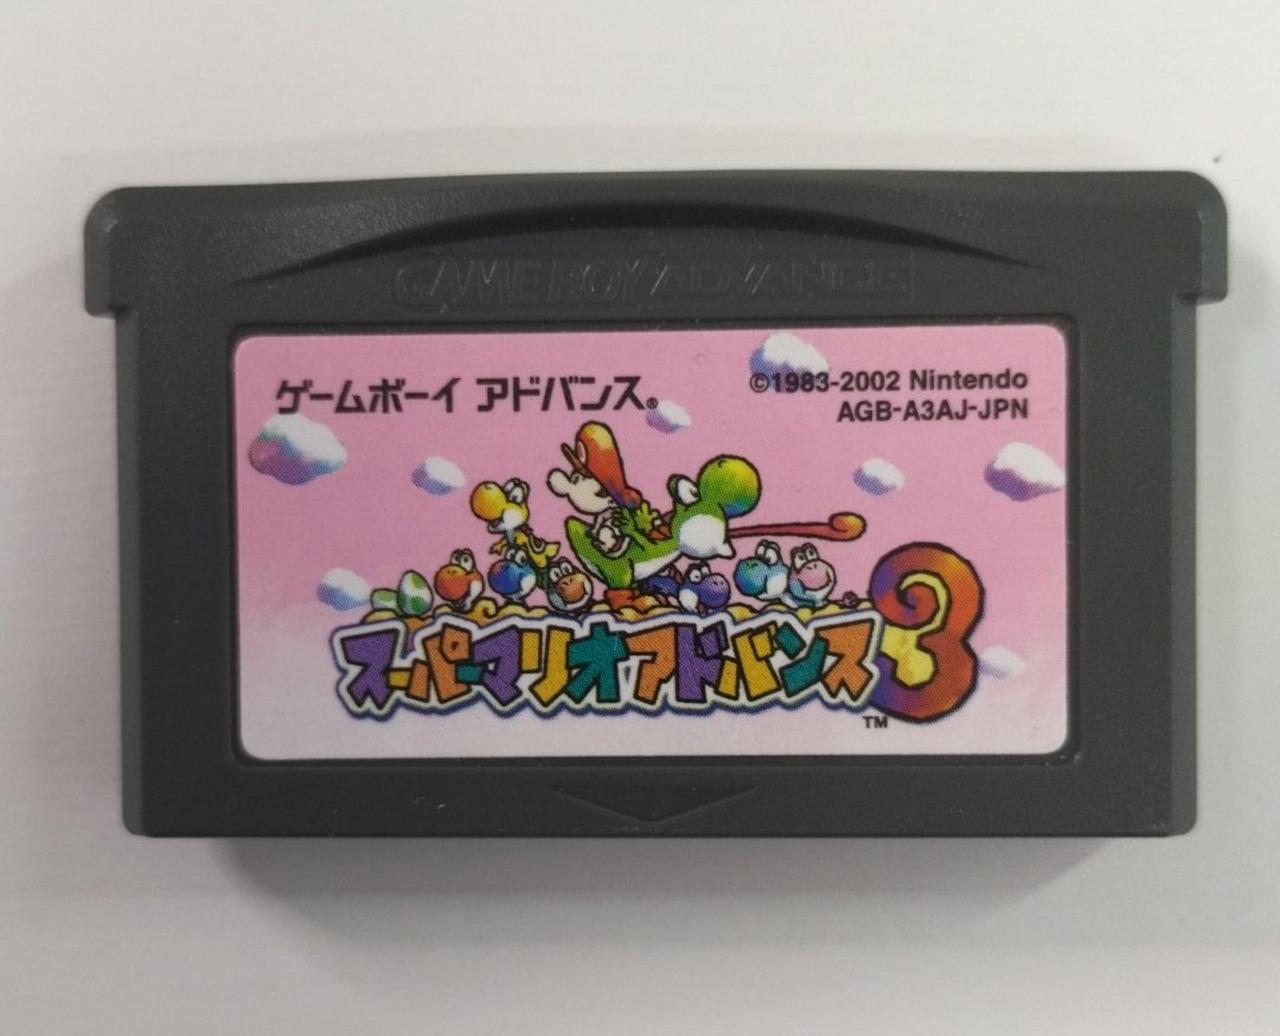 GAME BOY ADVANCE
ゲームボーイ アドバンス®
©1983-2002 Nintendo
AGB-A3AJ-JPN
スーパーマリオアドバンス3
TM